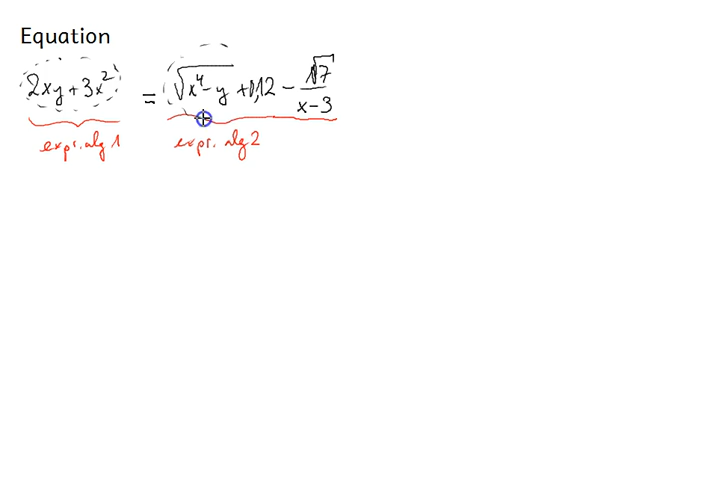 Equation
2xy + 3x² = √(x⁴ - y) + 0,12 - √7/(x - 3)
expr. alg 1 expr. alg 2